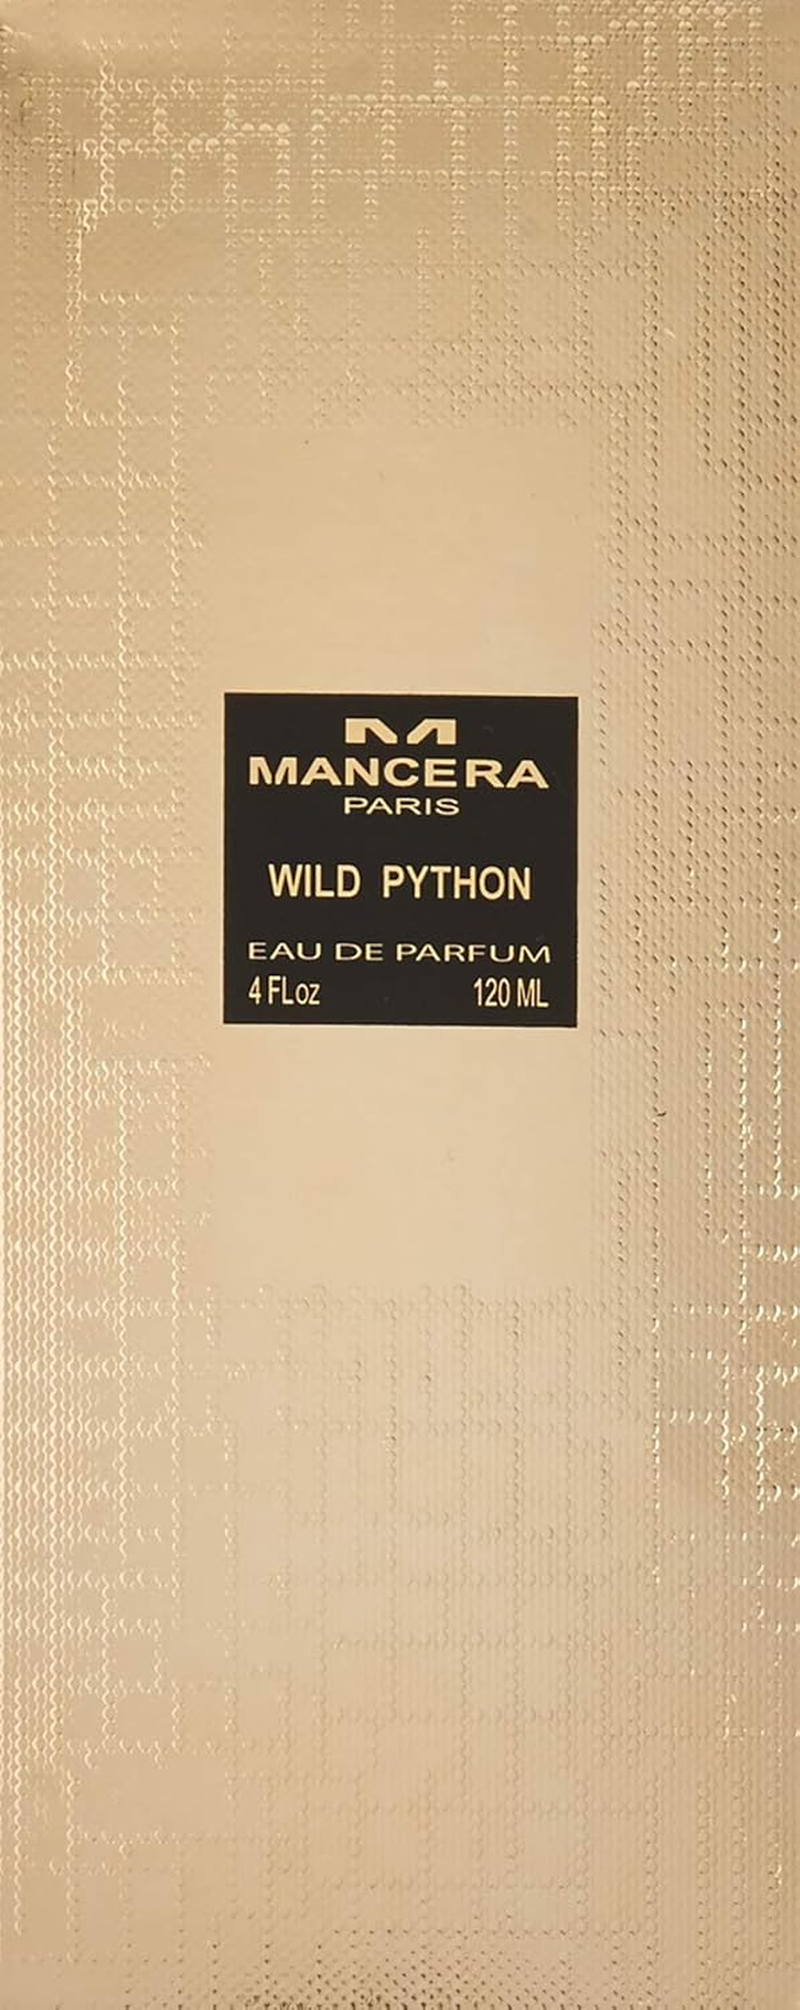 M
MANCERA
PARIS
WILD PYTHON
EAU DE PARFUM
4 FLoz 120 ML